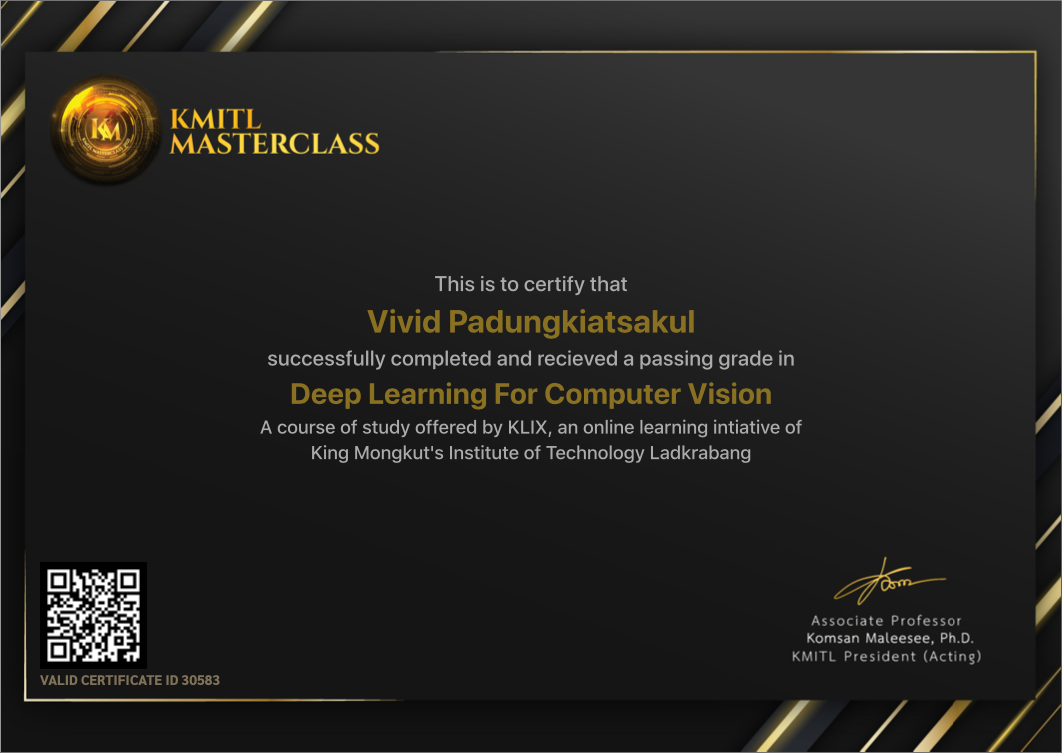 KM
KMITL
MASTERCLASS
This is to certify that
Vivid Padungkiatsakul
successfully completed and recieved a passing grade in
Deep Learning For Computer Vision
A course of study offered by KLIX, an online learning intiative of
King Mongkut's Institute of Technology Ladkrabang
Associate Professor
Komsan Maleesee, Ph.D.
KMITL President (Acting)
VALID CERTIFICATE ID 30583